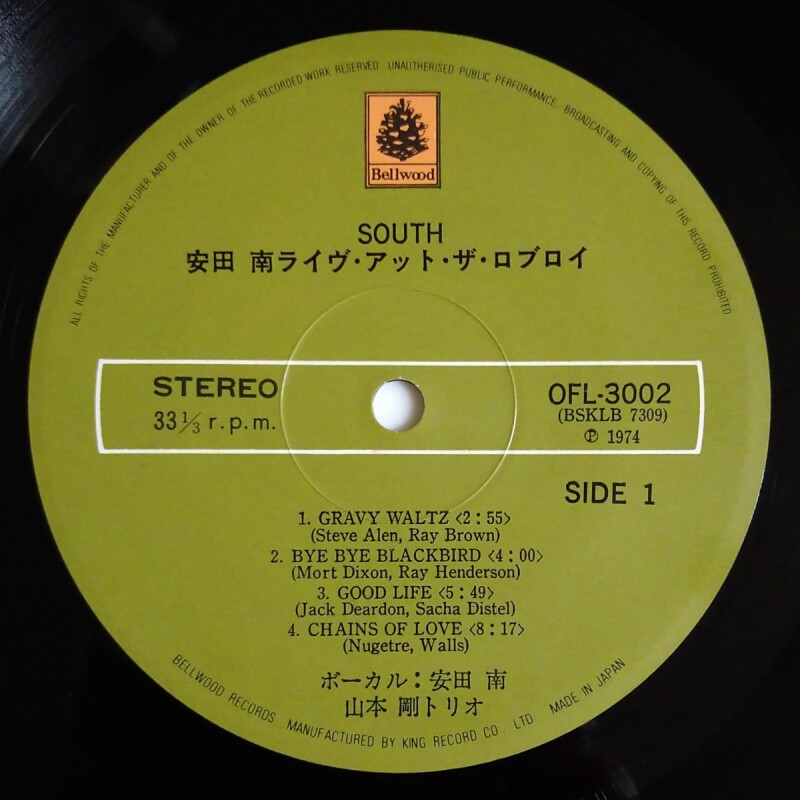 ALL RIGHTS OF THE MANUFACTURER AND OF THE OWNER OF THE RECORDED WORK RESERVED UNAUTHORISED PUBLIC PERFORMANCE, BROADCASTING AND COPYING OF THIS RECORD PROHIBITED
Bellwood
SOUTH
安田 南ライヴ・アット・ザ・ロブロイ
STEREO
33⅓ r.p.m.
OFL-3002
(BSKLB 7309)
Ⓟ 1974
SIDE 1
1. GRAVY WALTZ <2:55>
(Steve Alen, Ray Brown)
2. BYE BYE BLACKBIRD <4:00>
(Mort Dixon, Ray Henderson)
3. GOOD LIFE <5:49>
(Jack Deardon, Sacha Distel)
4. CHAINS OF LOVE <8:17>
(Nugetre, Walls)
ボーカル:安田 南
山本 剛トリオ
BELLWOOD RECORDS MANUFACTURED BY KING RECORD CO., LTD MADE IN JAPAN